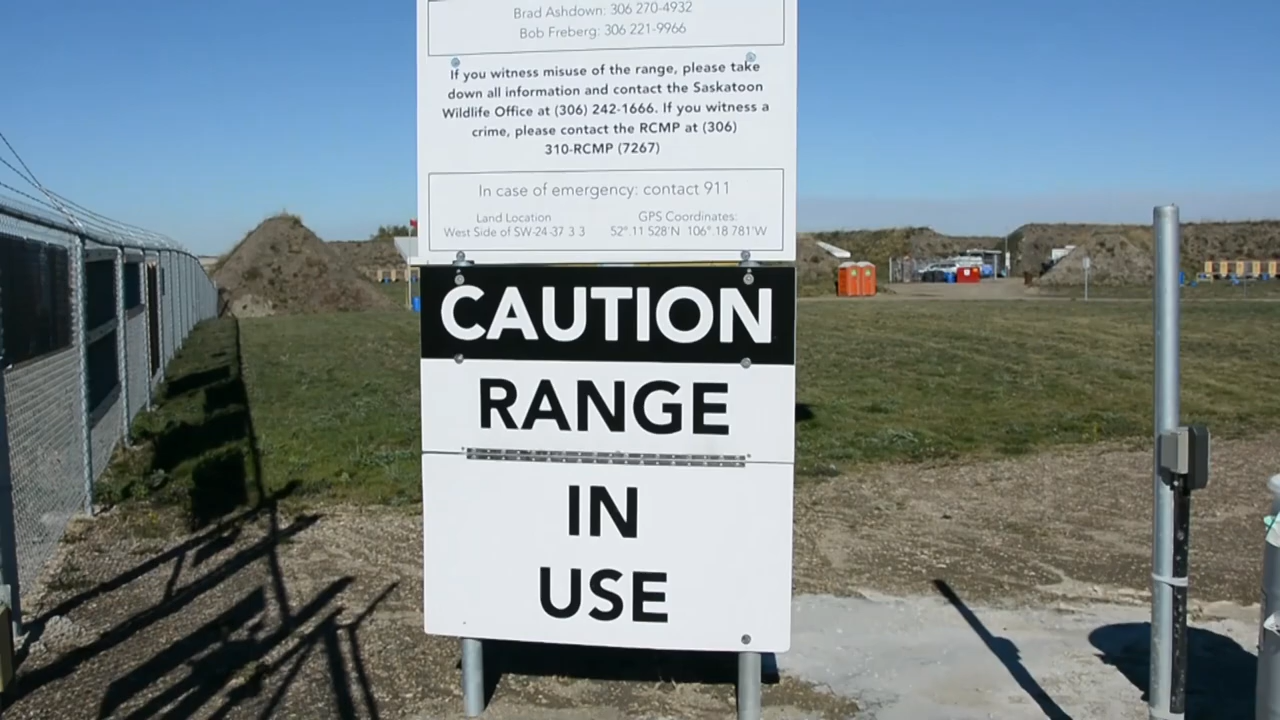 Brad Ashdown: 306 270-4932
Bob Freberg: 306 221-9966
If you witness misuse of the range, please take
down all information and contact the Saskatoon
Wildlife Office at (306) 242-1666. If you witness a
crime, please contact the RCMP at (306)
310-RCMP (7267)
In case of emergency: contact 911
Land Location
West Side of SW-24-37 3 3
GPS Coordinates:
52° 11 528'N 106° 18 781'W
CAUTION
RANGE
IN
USE